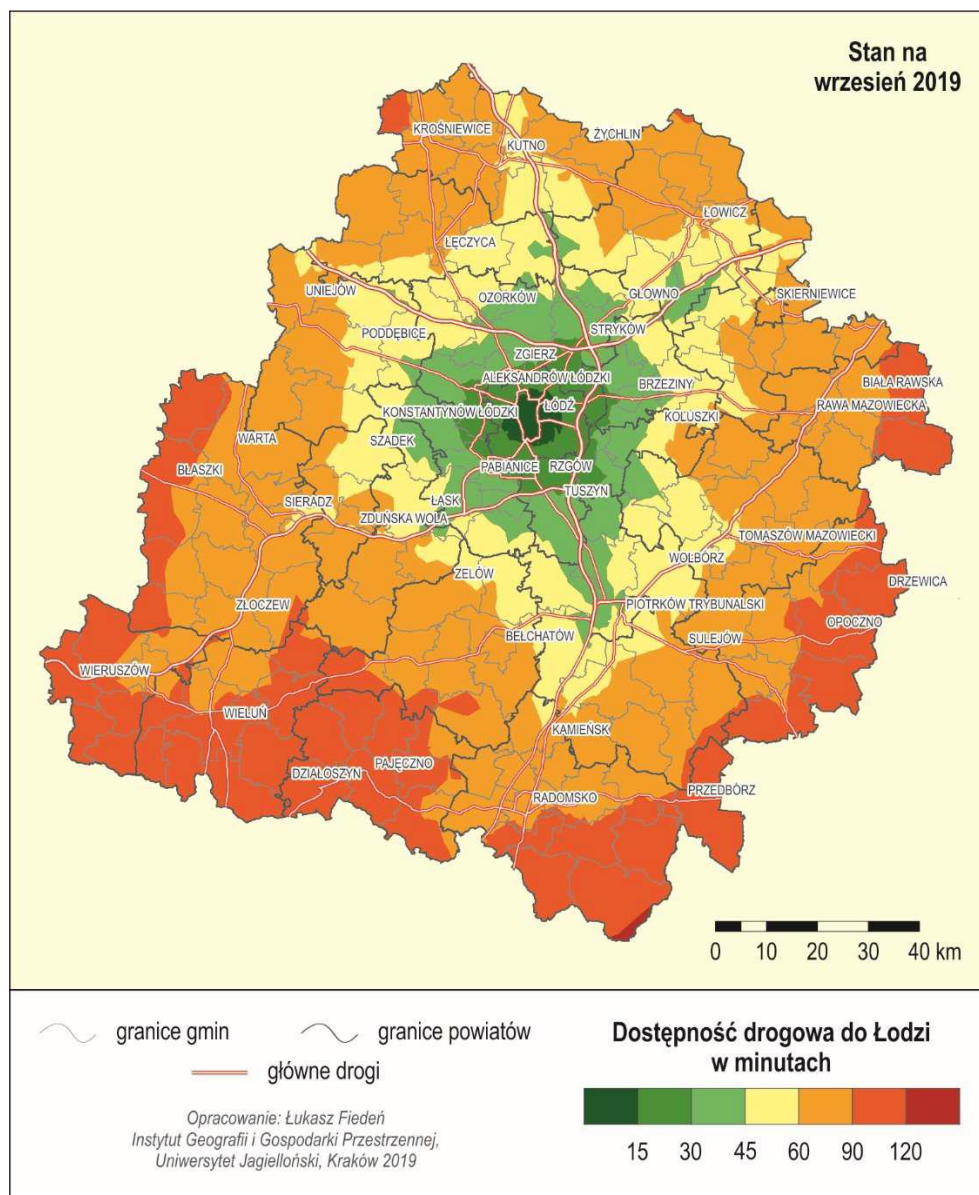 Stan na
wrzesień 2019
KROŚNIEWICE
KUTNO
ŻYCHLIN
ŁOWICZ
ŁĘCZYCA
UNIEJÓW
OZORKÓW
GŁOWNO
SKIERNIEWICE
STRYKÓW
PODDĘBICE
ZGIERZ
ALEKSANDRÓW ŁÓDZKI
BRZEZINY
BIAŁA RAWSKA
KONSTANTYNÓW ŁÓDZKI
ŁÓDŹ
KOLUSZKI
RAWA MAZOWIECKA
WARTA
SZADEK
BŁASZKI
PABIANICE
RZGÓW
SIERADZ
ŁASK
TUSZYN
ZDUŃSKA WOLA
TOMASZÓW MAZOWIECKI
WOLBÓRZ
ZELÓW
DRZEWICA
ZŁOCZEW
PIOTRKÓW TRYBUNALSKI
OPOCZNO
BEŁCHATÓW
SULEJÓW
WIERUSZÓW
WIELUŃ
KAMIEŃSK
PAJĘCZNO
DZIAŁOSZYN
PRZEDBÓRZ
RADOMSKO
0 10 20 30 40 km
granice gmin
granice powiatów
główne drogi
Opracowanie: Łukasz Fiedeń
Instytut Geografii i Gospodarki Przestrzennej,
Uniwersytet Jagielloński, Kraków 2019
Dostępność drogowa do Łodzi
w minutach
15 30 45 60 90 120